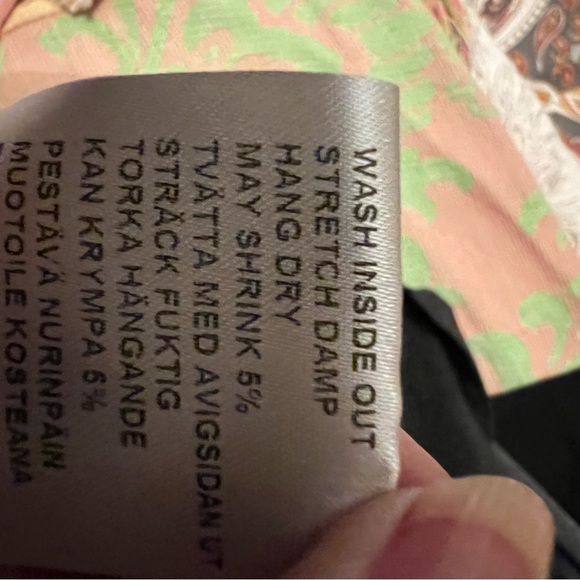 WASH INSIDE OUT
STRETCH DAMP
HANG DRY
MAY SHRINK 5%
TVÄTTA MED AVIGSIDAN UT
STRÄCK FUKTIG
TORKA HÄNGANDE
KAN KRYMPA 5%
PESTÄVÄ NURINPÄIN
MUOTOILE KOSTEANA